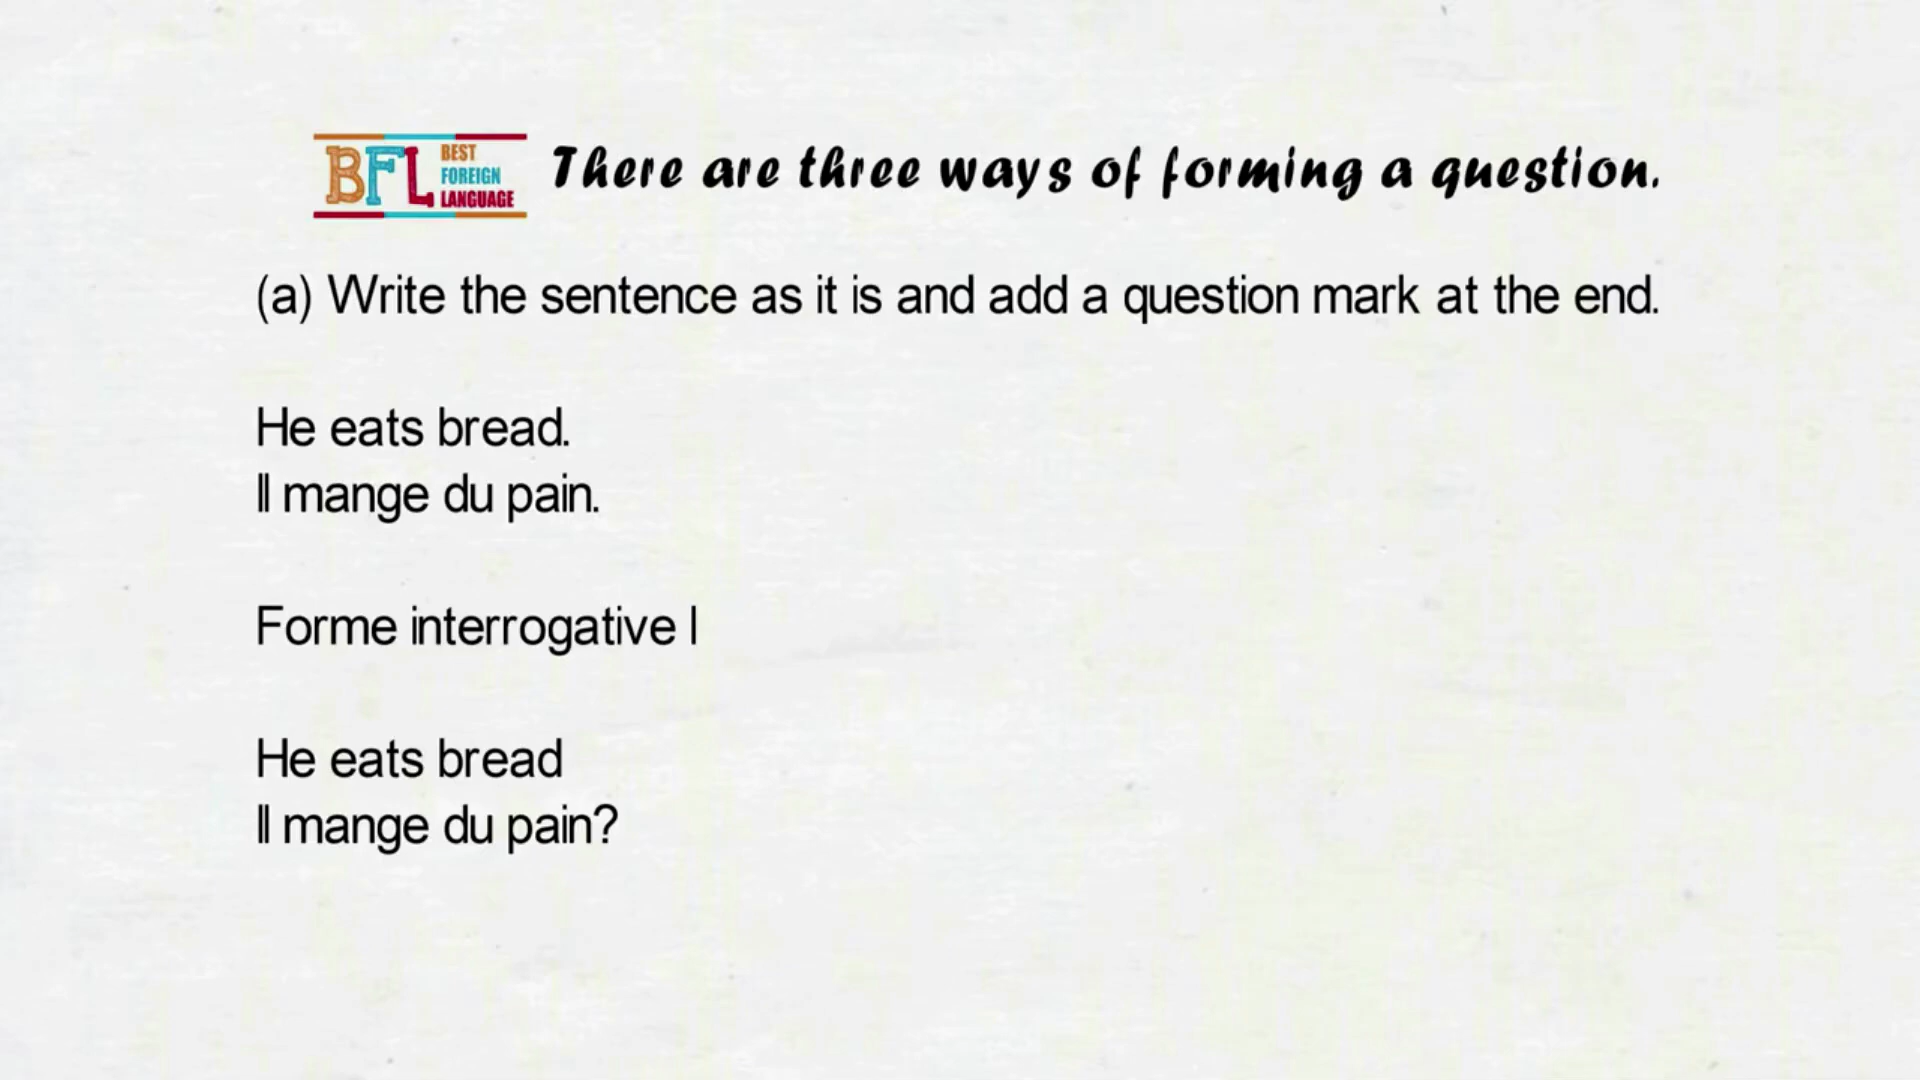 BFL BEST FOREIGN LANGUAGE
There are three ways of forming a question.
(a) Write the sentence as it is and add a question mark at the end.
He eats bread.
Il mange du pain.
Forme interrogative I
He eats bread
Il mange du pain?